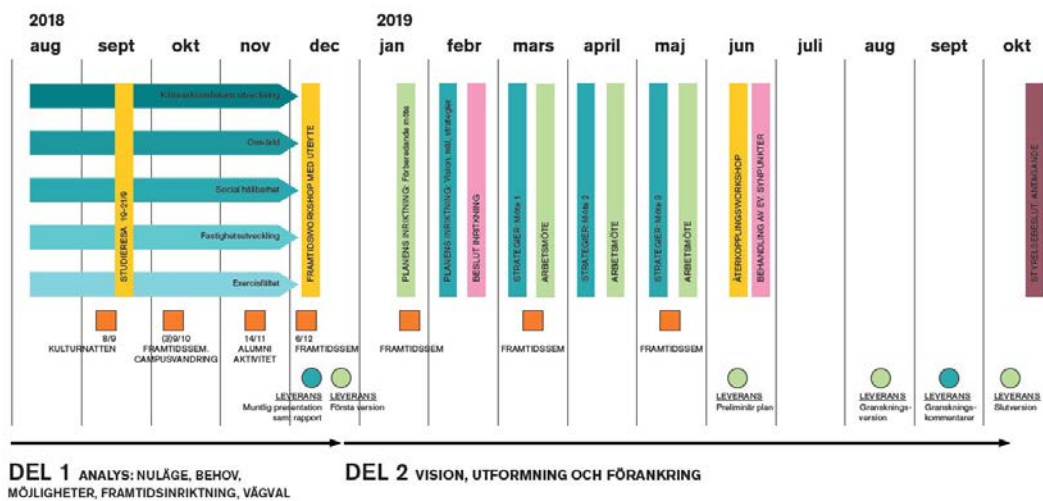 2018
2019
aug
sept
okt
nov
dec
jan
febr
mars
april
maj
jun
juli
aug
sept
okt
Omvärld
Social hållbarhet
Fastighetsutveckling
Exercisfältet
STUDIERESA 19-21/9
FRAMTIDSWORKSHOP MED UTBYTE
PLANENS INRIKTNING: Förberedande möte
PLANENS INRIKTNING: Vision, mål, strategier
BESLUT INRITKNING
STRATEGIER: Möte 1
ARBETSMÖTE
STRATEGIER: Möte 2
ARBETSMÖTE
STRATEGIER: Möte 3
ARBETSMÖTE
ÅTERKOPPLINGSWORKSHOP
BEHANDLING AV EV. SYNPUNKTER
STYRELSEBESLUT: ANTAGANDE
8/9
KULTURNATTEN
(3)9/10
FRAMTIDSSEM.
CAMPUSVANDRING
14/11
ALUMNI
AKTIVITET
6/12
FRAMTIDSSEM
FRAMTIDSSEM
FRAMTIDSSEM
FRAMTIDSSEM
LEVERANS
Muntlig presentation
samt rapport
LEVERANS
Första version
LEVERANS
Preliminär plan
LEVERANS
Gransknings-
version
LEVERANS
Gransknings-
kommentarer
LEVERANS
Slutversion
DEL 1 ANALYS: NULÄGE, BEHOV,
MÖJLIGHETER, FRAMTIDSINRIKTNING, VÄGVAL
DEL 2 VISION, UTFORMNING OCH FÖRANKRING